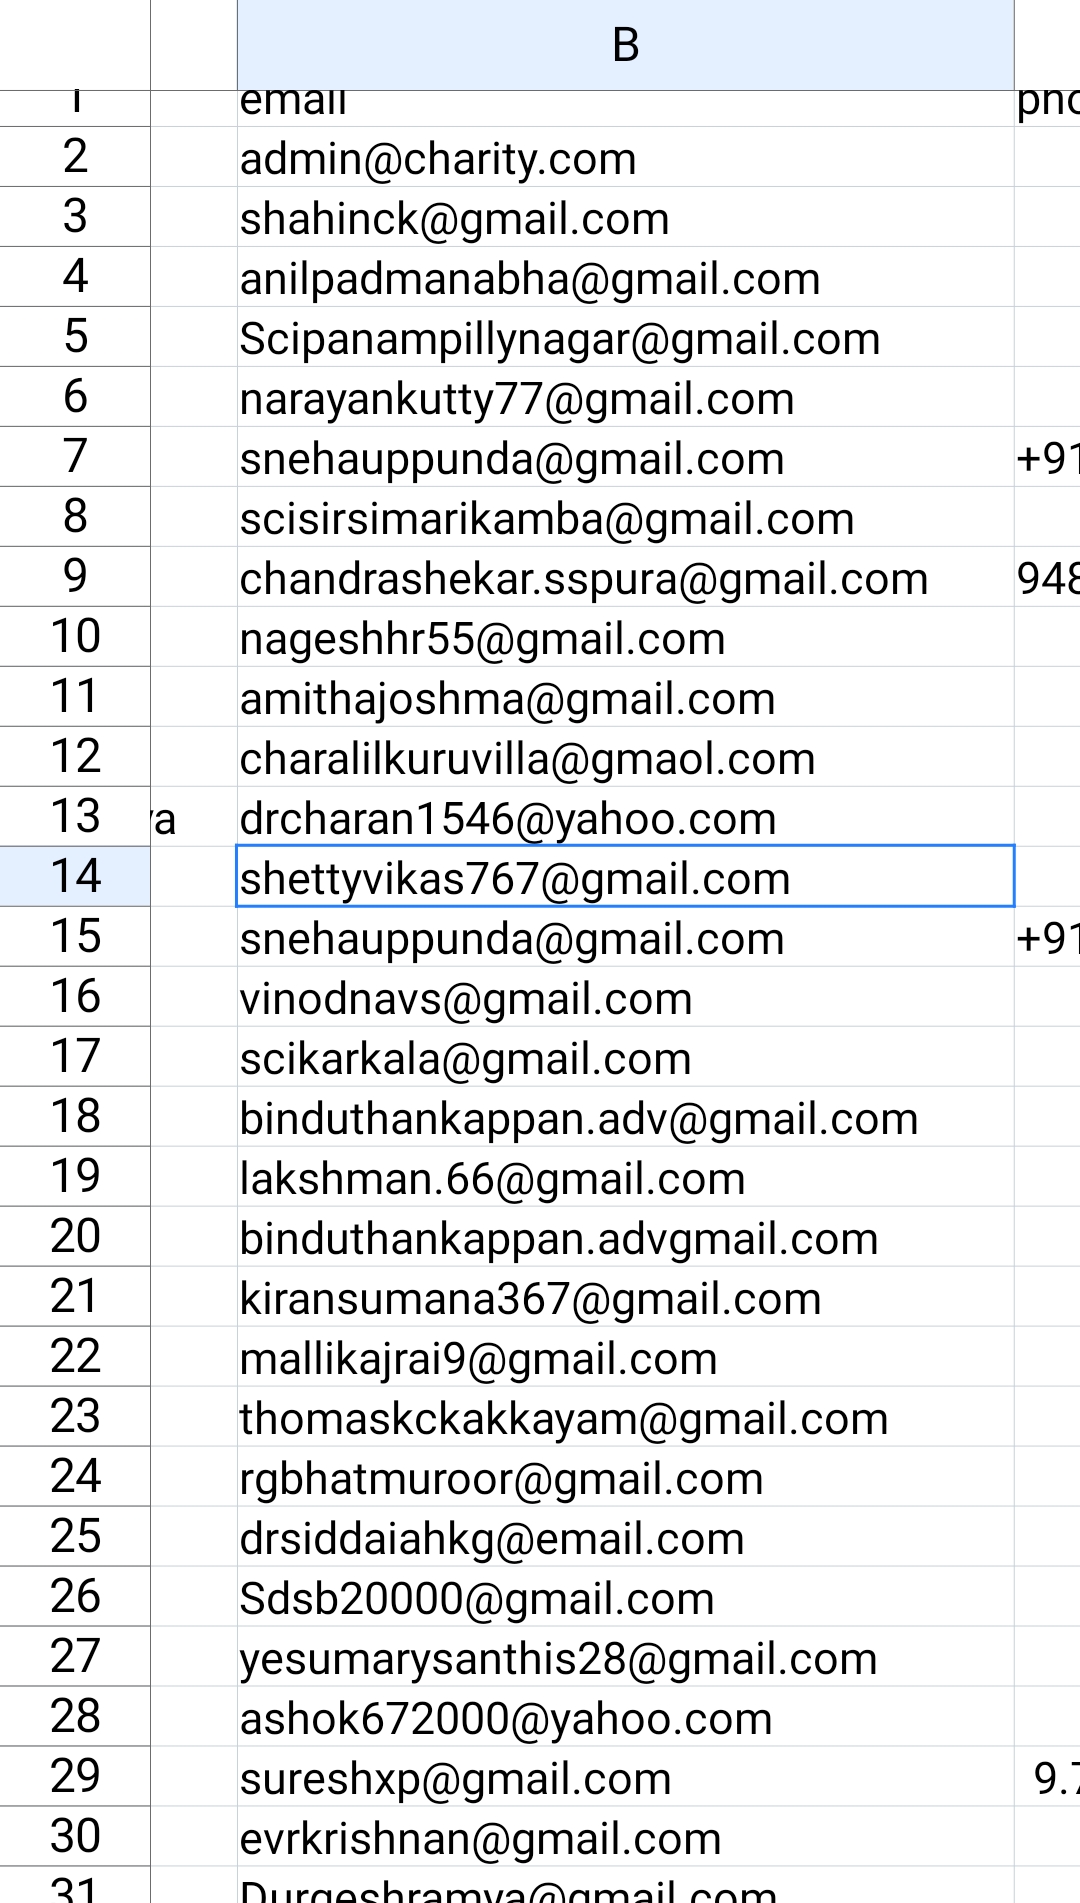 B
1 email pho
2 admin@charity.com
3 shahinck@gmail.com
4 anilpadmanabha@gmail.com
5 Scipanampillynagar@gmail.com
6 narayankutty77@gmail.com
7 snehauppunda@gmail.com +91
8 scisirsimarikamba@gmail.com
9 chandrashekar.sspura@gmail.com 948
10 nageshhr55@gmail.com
11 amithajoshma@gmail.com
12 charalilkuruvilla@gmaol.com
13 ya drcharan1546@yahoo.com
14 shettyvikas767@gmail.com
15 snehauppunda@gmail.com +91
16 vinodnavs@gmail.com
17 scikarkala@gmail.com
18 binduthankappan.adv@gmail.com
19 lakshman.66@gmail.com
20 binduthankappan.advgmail.com
21 kiransumana367@gmail.com
22 mallikajrai9@gmail.com
23 thomaskckakkayam@gmail.com
24 rgbhatmuroor@gmail.com
25 drsiddaiahkg@email.com
26 Sdsb20000@gmail.com
27 yesumarysanthis28@gmail.com
28 ashok672000@yahoo.com
29 sureshxp@gmail.com 9.7
30 evrkrishnan@gmail.com
31 Durgeshramya@gmail.com